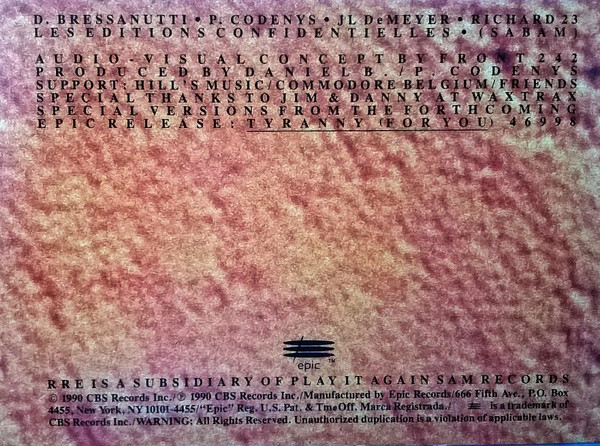 D. BRESSANUTTI • P. CODENYS • JL DeMEYER • RICHARD 23
LES EDITIONS CONFIDENTIELLES • (SABAM)
AUDIO-VISUAL CONCEPT BY FRONT 242
PRODUCED BY DANIEL B. / P. CODENYS
SUPPORT: HILL'S MUSIC/COMMODORE BELGIUM/FRIENDS
SPECIAL THANKS TO JIM & DANNY AT WAX TRAX
SPECIAL VERSIONS FROM THE FORTHCOMING
EPIC RELEASE: TYRANNY (FOR YOU) 46998
epic ™
RRE IS A SUBSIDIARY OF PLAY IT AGAIN SAM RECORDS
© 1990 CBS Records Inc./℗ 1990 CBS Records Inc./Manufactured by Epic Records/666 Fifth Ave., P.O. Box
4455, New York, NY 10101-4455/"Epic" Reg. U.S. Pat. & Tm. Off. Marca Registrada./ is a trademark of
CBS Records Inc./WARNING: All Rights Reserved. Unauthorized duplication is a violation of applicable laws.